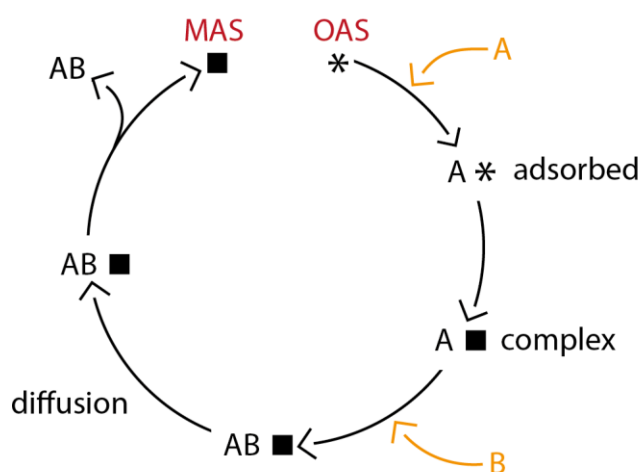 MAS OAS
AB
*
A
A * adsorbed
AB
A complex
diffusion
AB
B